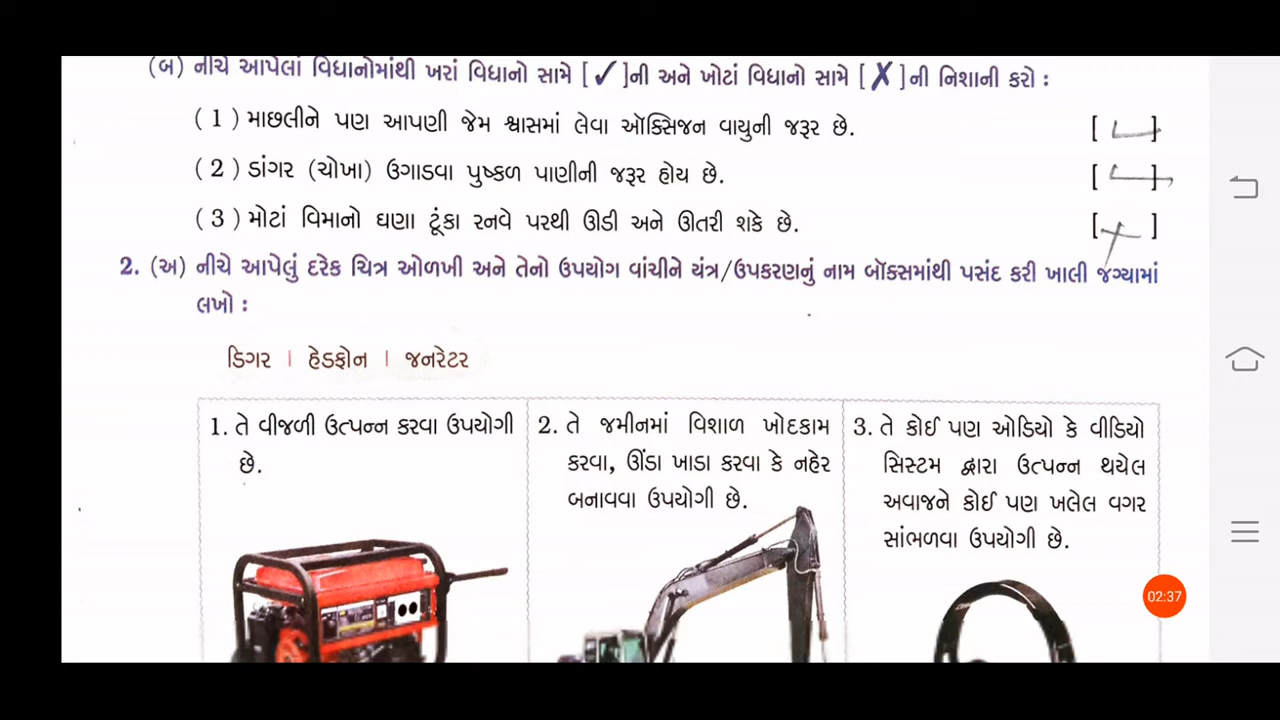 (બ) નીચે આપેલાં વિધાનોમાંથી ખરાં વિધાનો સામે [✓]ની અને ખોટાં વિધાનો સામે [✗]ની નિશાની કરો :
(1) માછલીને પણ આપણી જેમ શ્વાસમાં લેવા ઑક્સિજન વાયુની જરૂર છે. [ ]
(2) ડાંગર (ચોખા) ઉગાડવા પુષ્કળ પાણીની જરૂર હોય છે. [ ]
(3) મોટાં વિમાનો ઘણા ટૂંકા રનવે પરથી ઊડી અને ઊતરી શકે છે. [✗]
2. (અ) નીચે આપેલું દરેક ચિત્ર ઓળખી અને તેનો ઉપયોગ વાંચીને યંત્ર/ઉપકરણનું નામ બૉક્સમાંથી પસંદ કરી ખાલી જગ્યામાં
લખો :
ડિગર | હેડફોન | જનરેટર
1. તે વીજળી ઉત્પન્ન કરવા ઉપયોગી
છે.
2. તે જમીનમાં વિશાળ ખોદકામ
કરવા, ઊંડા ખાડા કરવા કે નહેર
બનાવવા ઉપયોગી છે.
3. તે કોઈ પણ ઓડિયો કે વીડિયો
સિસ્ટમ દ્વારા ઉત્પન્ન થયેલ
અવાજને કોઈ પણ ખલેલ વગર
સાંભળવા ઉપયોગી છે.
02:37